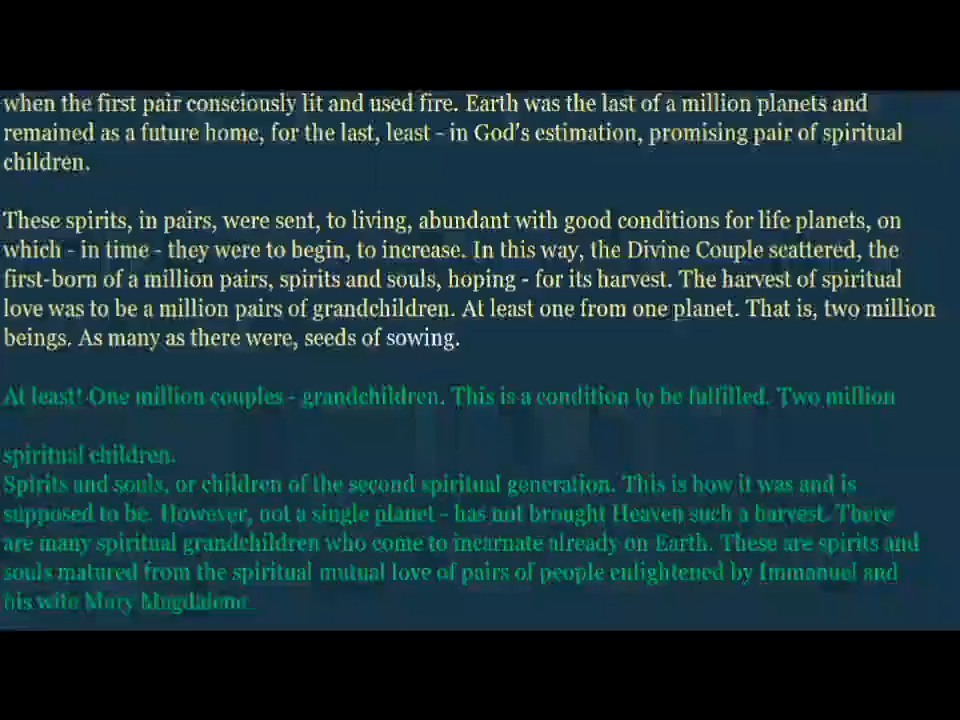 when the first pair consciously lit and used fire. Earth was the last of a million planets and
remained as a future home, for the last, least - in God's estimation, promising pair of spiritual
children.
These spirits, in pairs, were sent, to living, abundant with good conditions for life planets, on
which - in time - they were to begin, to increase. In this way, the Divine Couple scattered, the
first-born of a million pairs, spirits and souls, hoping - for its harvest. The harvest of spiritual
love was to be a million pairs of grandchildren. At least one from one planet. That is, two million
beings. As many as there were, seeds of sowing.
At least! One million couples - grandchildren. This is a condition to be fulfilled. Two million
spiritual children.
Spirits and souls, or children of the second spiritual generation. This is how it was and is
supposed to be. However, not a single planet - has not brought Heaven such a harvest. There
are many spiritual grandchildren who come to incarnate already on Earth. These are spirits and
souls matured from the spiritual mutual love of pairs of people enlightened by Immanuel and
his wife Mary Magdalene.